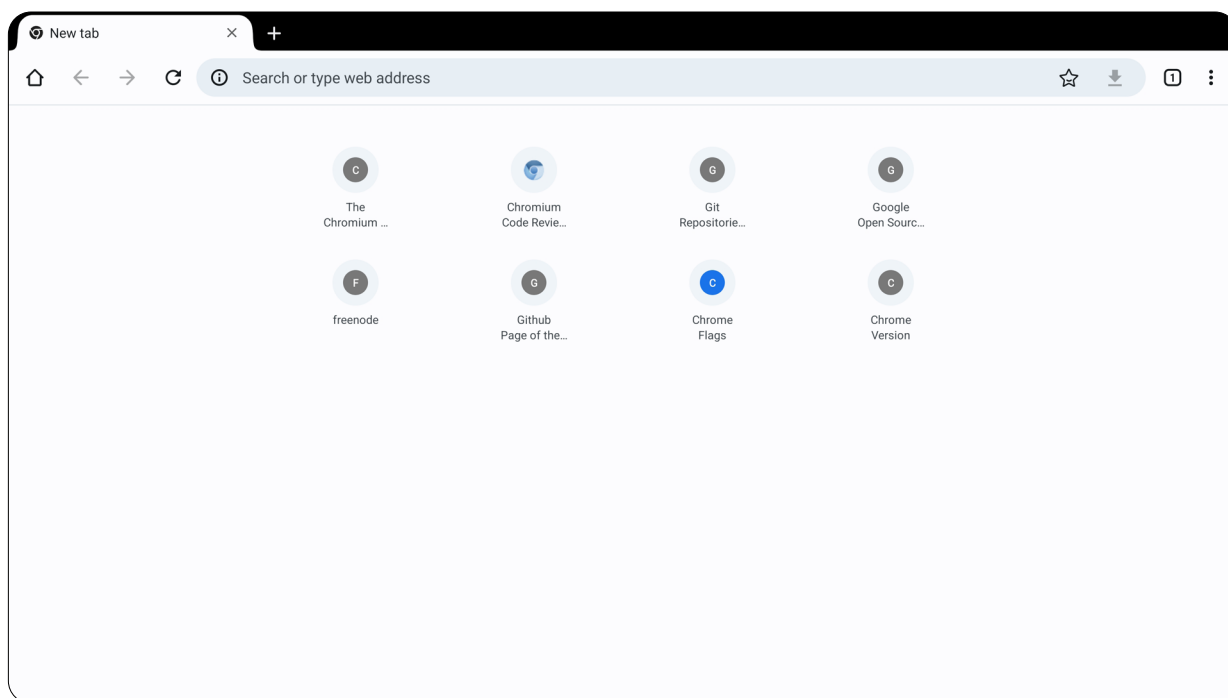 New tab
Search or type web address
1
C
The
Chromium ...
Chromium
Code Revie...
G
Git
Repositorie...
G
Google
Open Sourc...
F
freenode
G
Github
Page of the...
C
Chrome
Flags
C
Chrome
Version